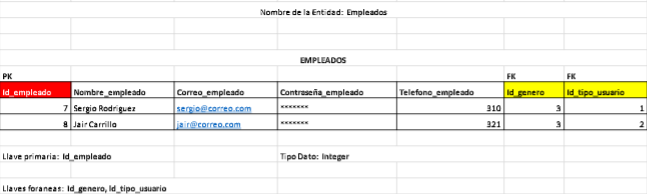 Nombre de la Entidad: Empleados
EMPLEADOS
PK FK FK
Id_empleado Nombre_empleado Correo_empleado Contraseña_empleado Telefono_empleado Id_genero Id_tipo_usuario
7 Sergio Rodriguez sergio@correo.com ******* 310 3 1
8 Jair Carrillo jair@correo.com ******* 321 3 2
Llave primaria: Id_empleado Tipo Dato: Integer
Llaves foraneas: Id_genero, Id_tipo_usuario